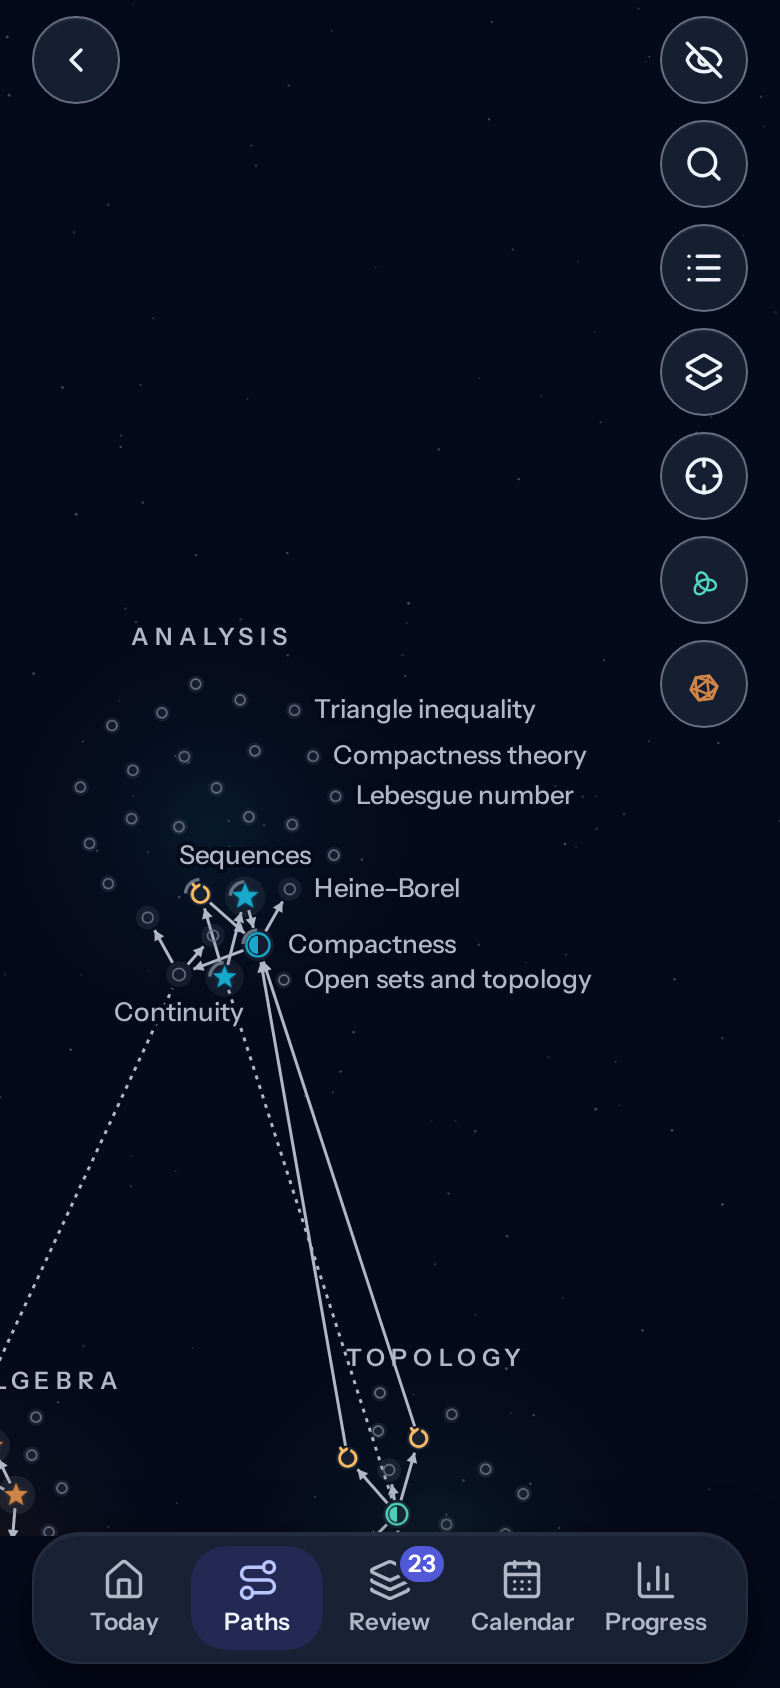 ANALYSIS
Triangle inequality
Compactness theory
Lebesgue number
Sequences
Heine–Borel
Compactness
Open sets and topology
Continuity
TOPOLOGY
LGEBRA
23
Today
Paths
Review
Calendar
Progress